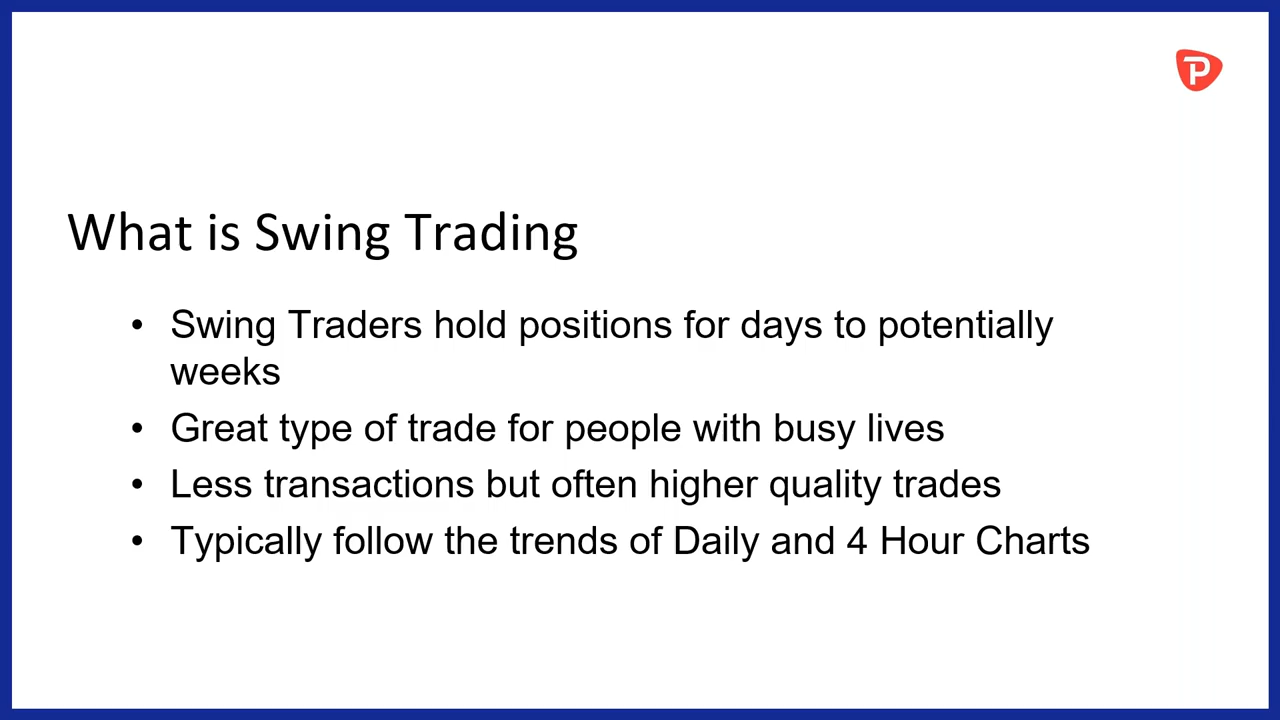 What is Swing Trading
• Swing Traders hold positions for days to potentially
weeks
• Great type of trade for people with busy lives
• Less transactions but often higher quality trades
• Typically follow the trends of Daily and 4 Hour Charts